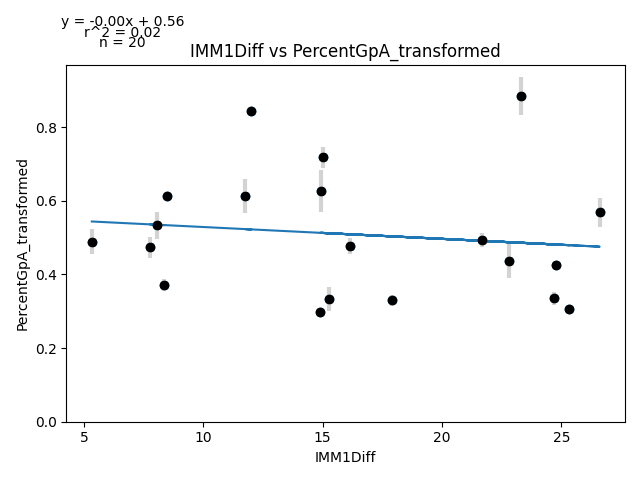 y = -0.00x + 0.56
r^2 = 0.02
n = 20
IMM1Diff vs PercentGpA_transformed
PercentGpA_transformed
0.8
0.6
0.4
0.2
0.0
5 10 15 20 25
IMM1Diff